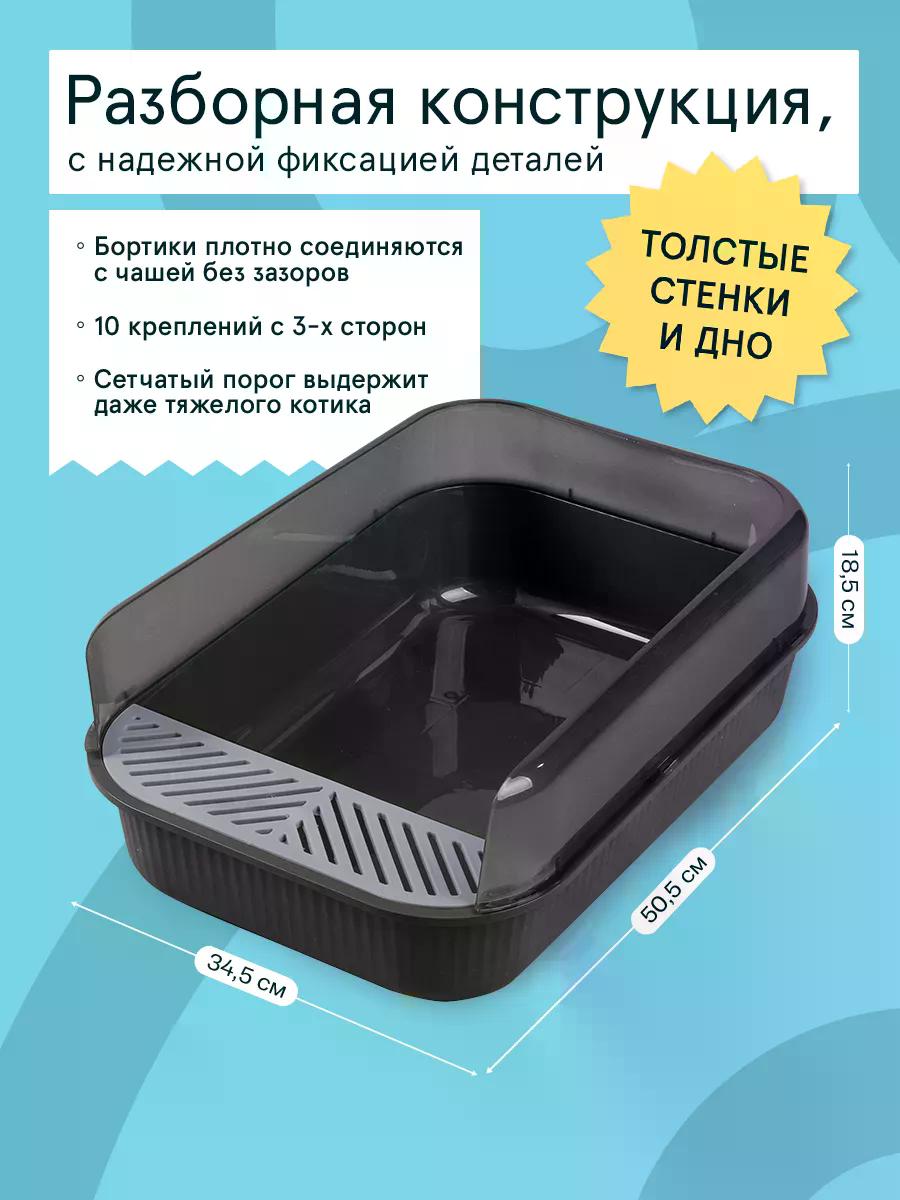 Разборная конструкция,
с надежной фиксацией деталей
° Бортики плотно соединяются
с чашей без зазоров
° 10 креплений с 3-х сторон
° Сетчатый порог выдержит
даже тяжелого котика
ТОЛСТЫЕ
СТЕНКИ
И ДНО
18,5 см
50,5 см
34,5 см